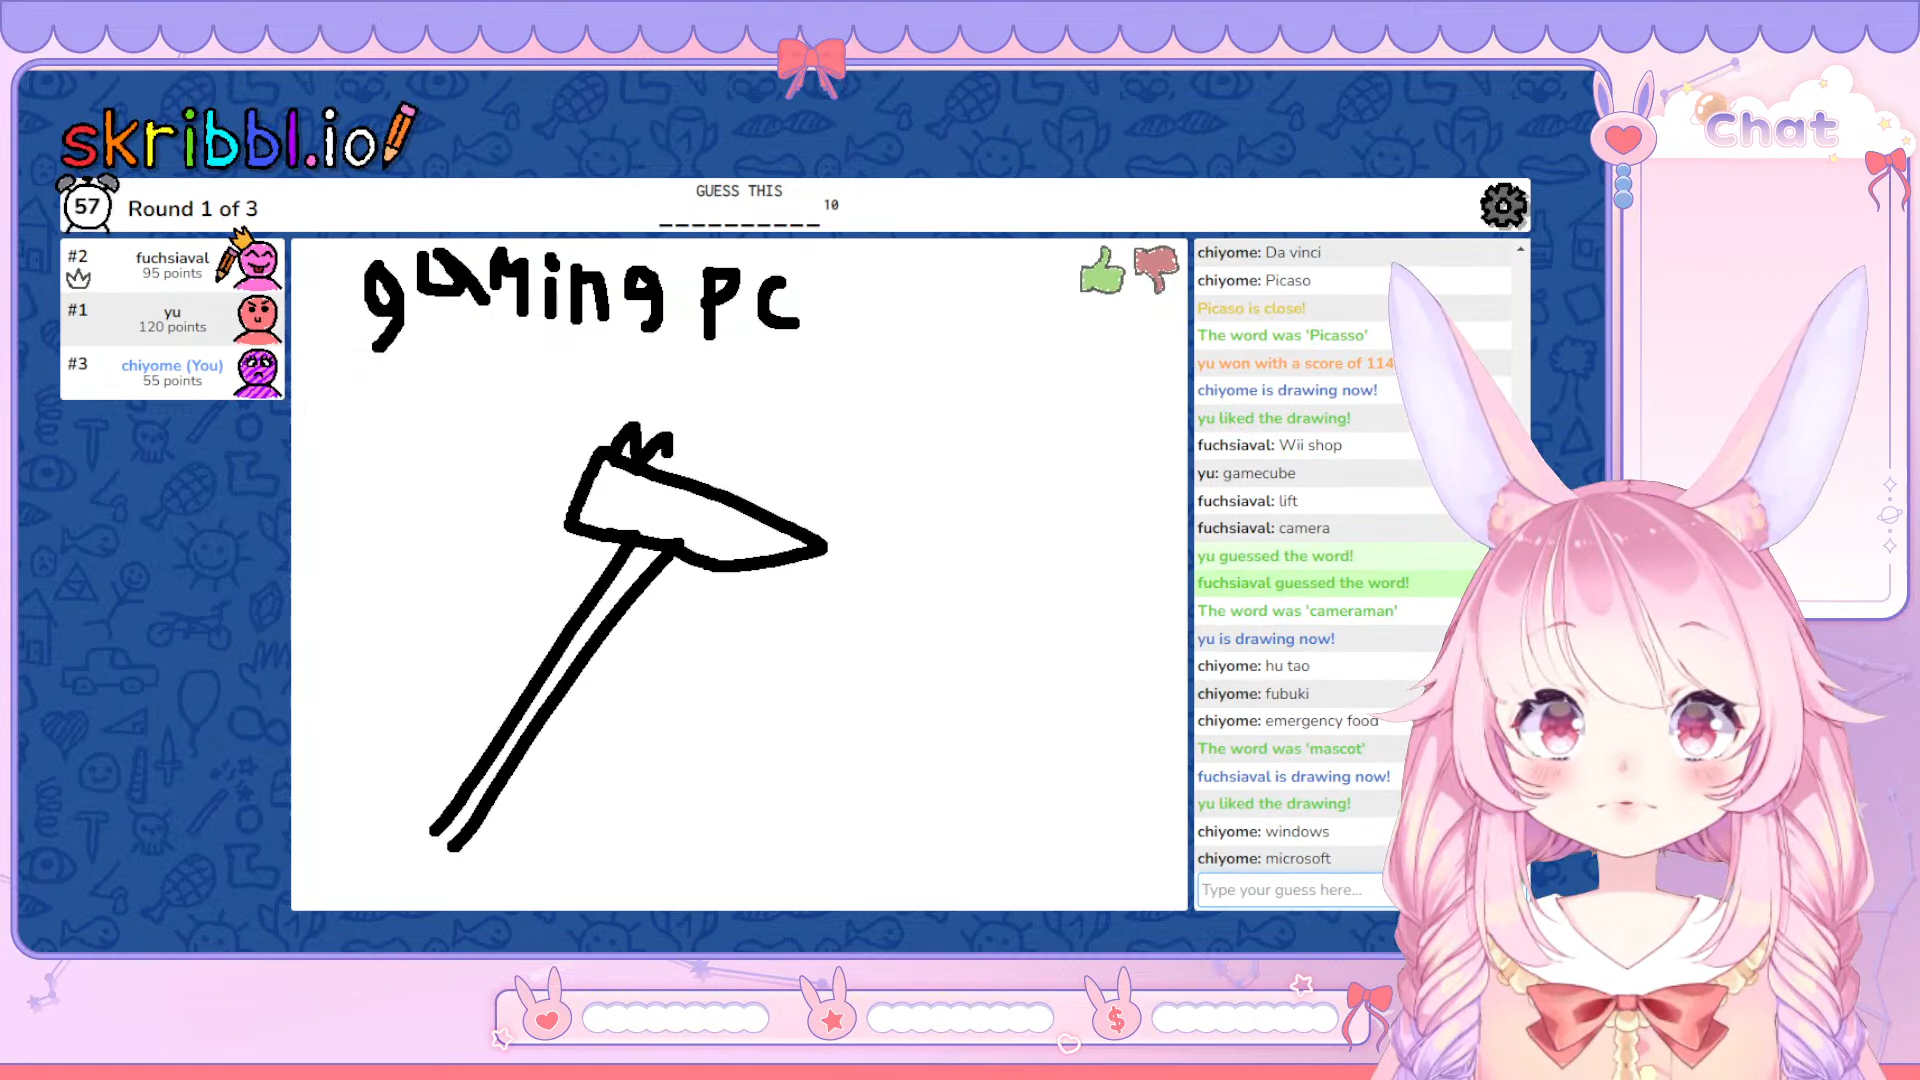 Chat
skribbl.io
57
Round 1 of 3
GUESS THIS
__________ 10
#2
fuchsiaval
95 points
#1
yu
120 points
#3
chiyome (You)
55 points
gaming pc
chiyome: Da vinci
chiyome: Picaso
Picaso is close!
The word was 'Picasso'
yu won with a score of 114
chiyome is drawing now!
yu liked the drawing!
fuchsiaval: Wii shop
yu: gamecube
fuchsiaval: lift
fuchsiaval: camera
yu guessed the word!
fuchsiaval guessed the word!
The word was 'cameraman'
yu is drawing now!
chiyome: hu tao
chiyome: fubuki
chiyome: emergency food
The word was 'mascot'
fuchsiaval is drawing now!
yu liked the drawing!
chiyome: windows
chiyome: microsoft
Type your guess here...
$